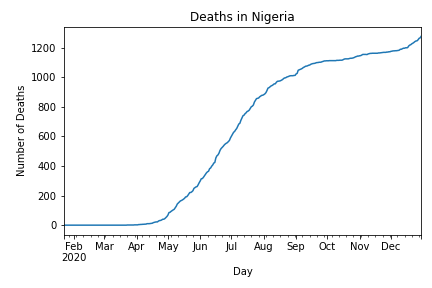 Deaths in Nigeria
1200
1000
800
600
400
200
0
Number of Deaths
Feb Mar Apr May Jun Jul Aug Sep Oct Nov Dec
2020
Day